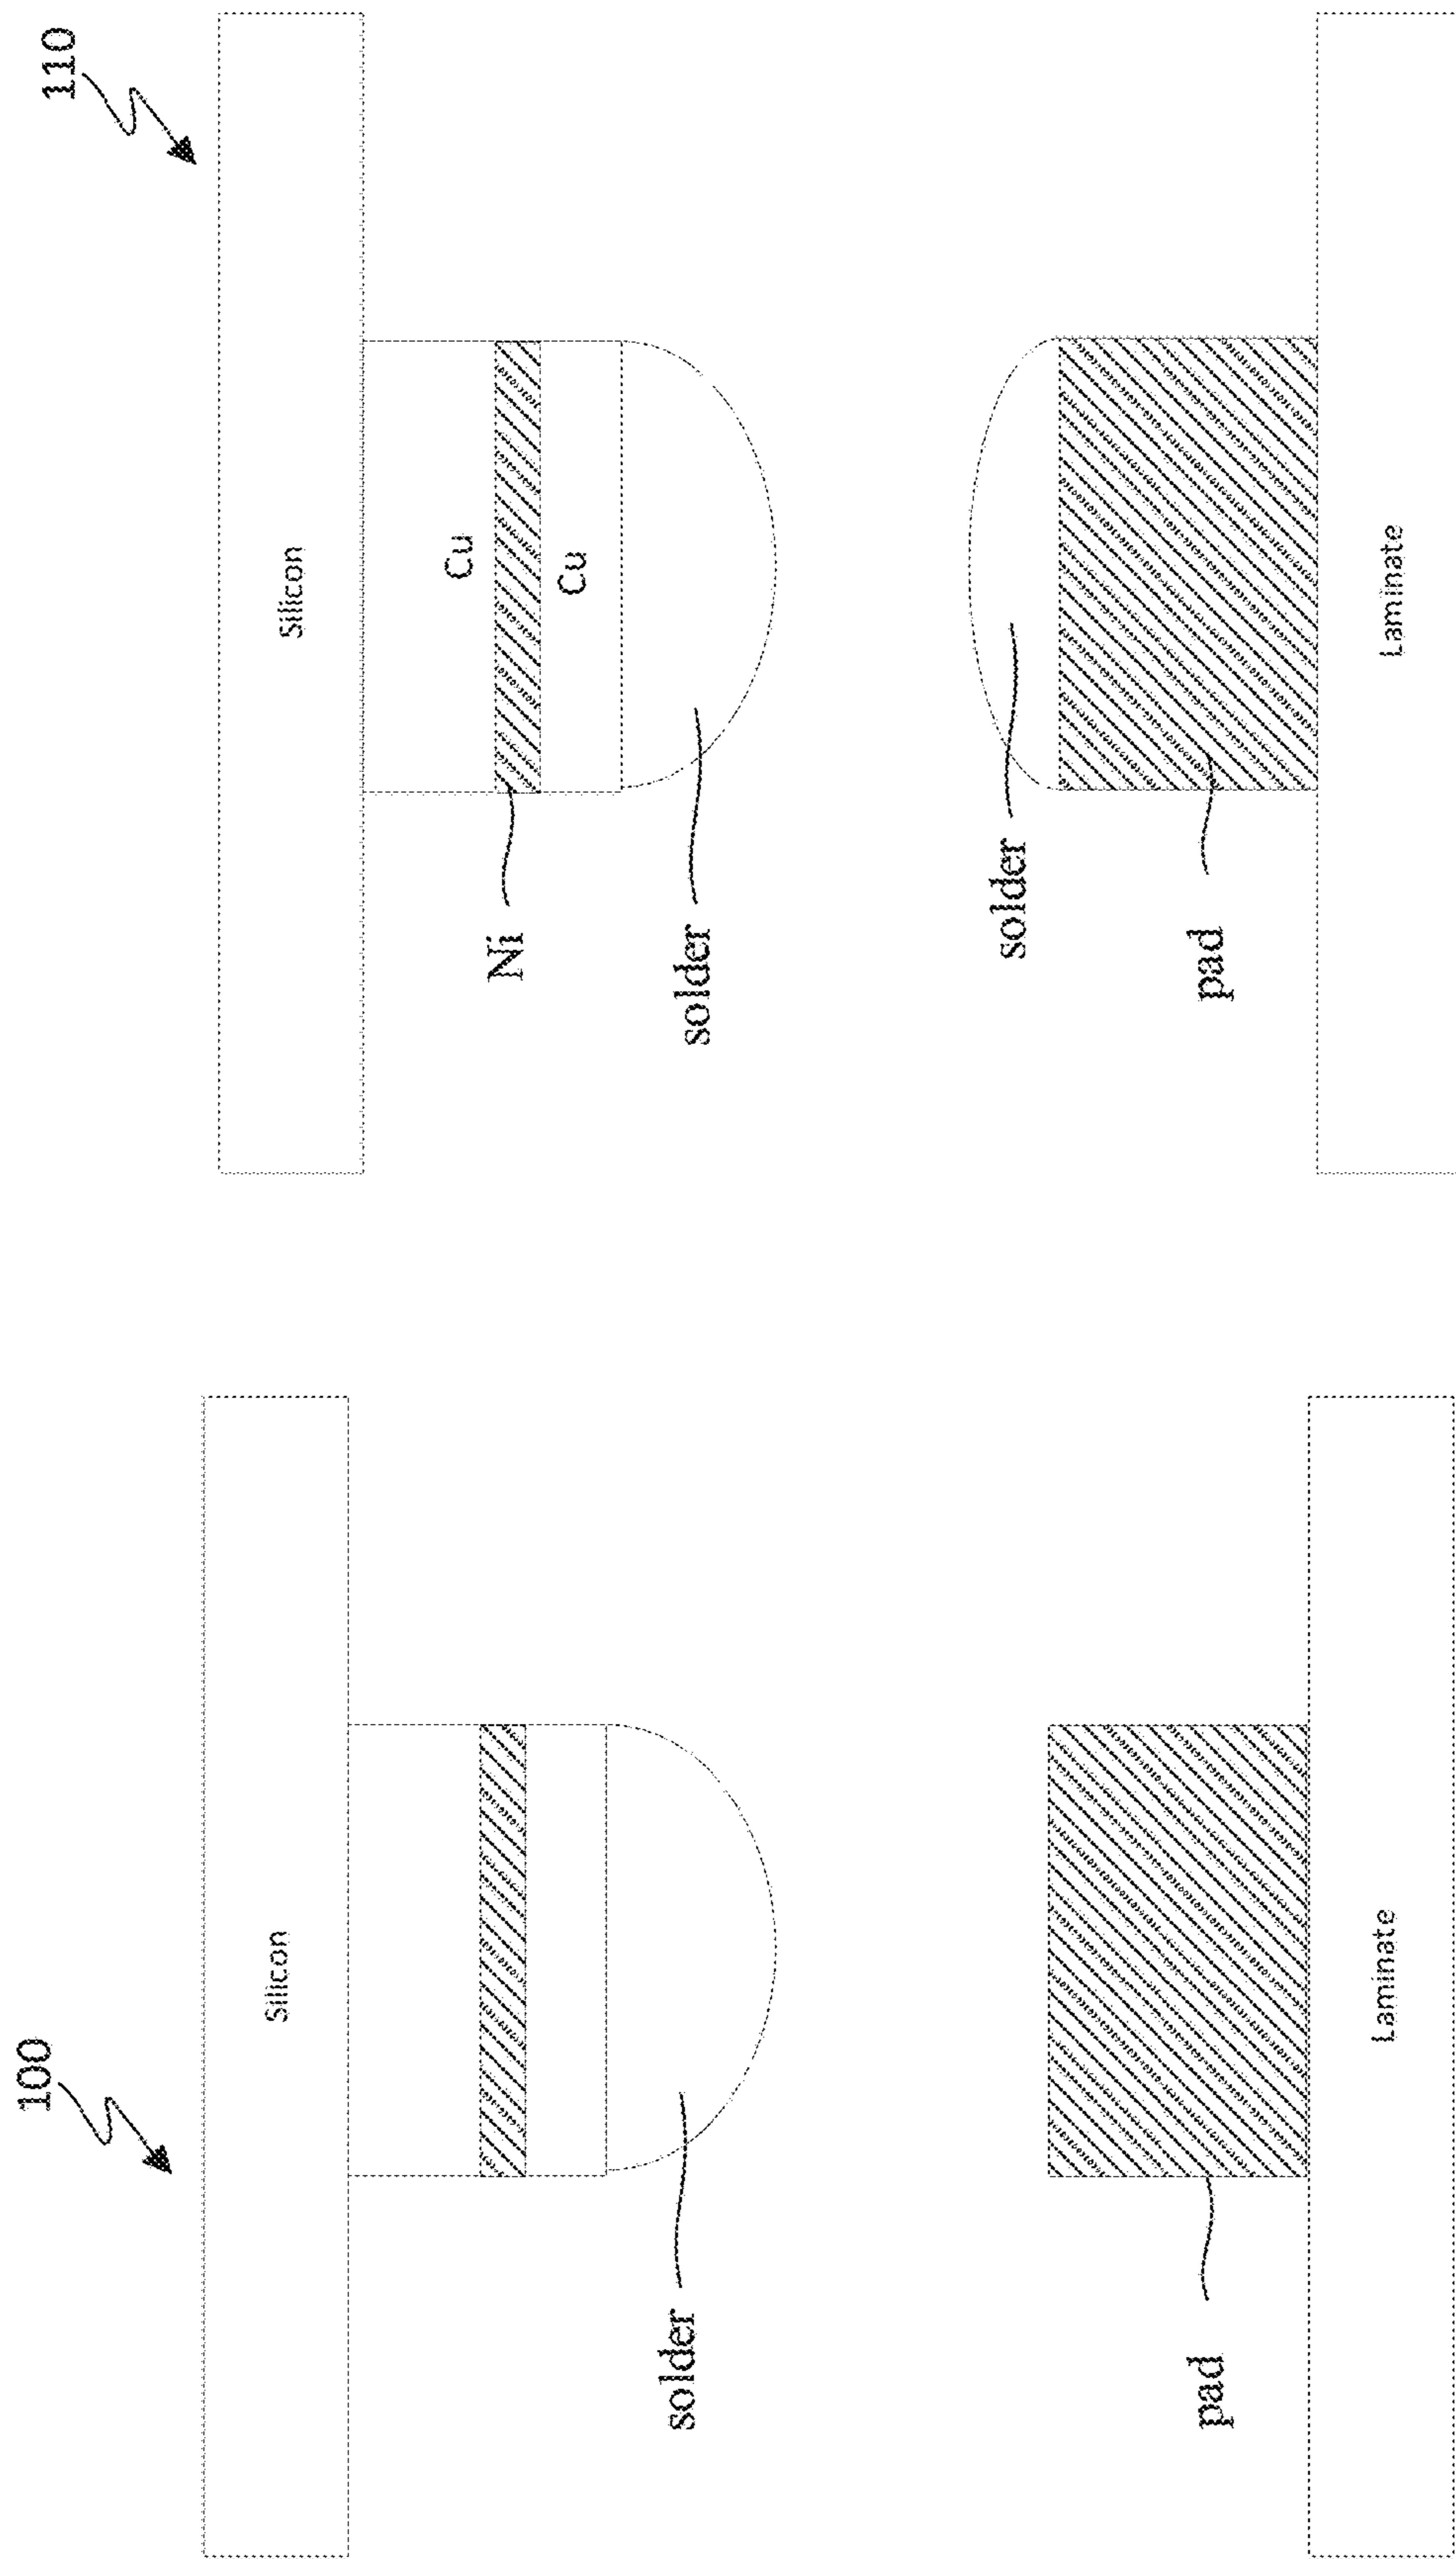 100
Silicon
solder
pad
Laminate
110
Silicon
Cu
Cu
Ni
solder
solder
pad
Laminate